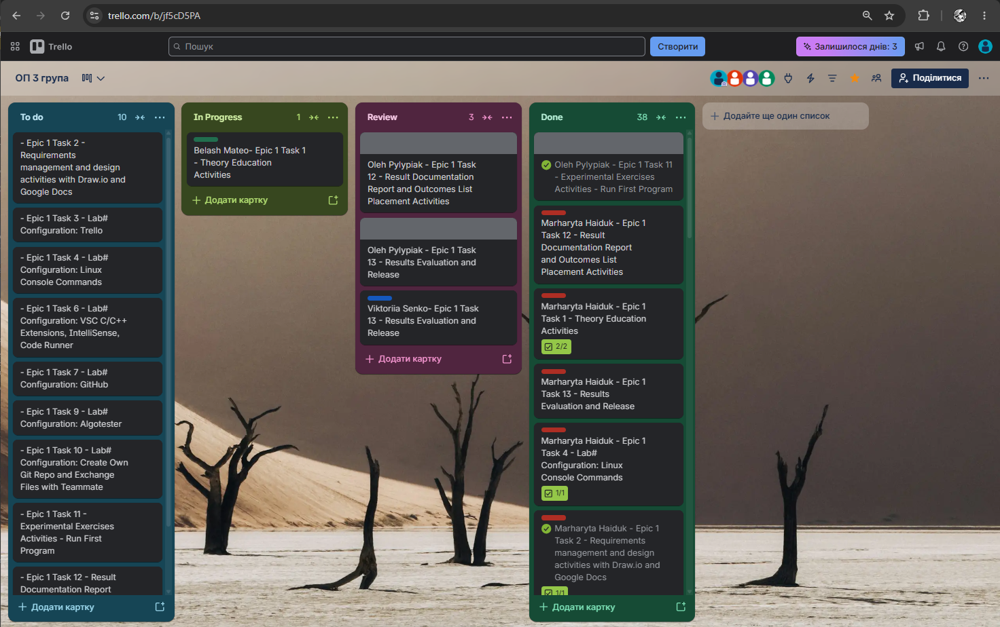 trello.com/b/jf5cD5PA
Trello
Пошук
Створити
Залишилося днів: 3
ОП 3 група
Поділитися
To do
10
- Epic 1 Task 2 -
Requirements
management and design
activities with Draw.io and
Google Docs
- Epic 1 Task 3 - Lab#
Configuration: Trello
- Epic 1 Task 4 - Lab#
Configuration: Linux
Console Commands
- Epic 1 Task 6 - Lab#
Configuration: VSC C/C++
Extensions, IntelliSense,
Code Runner
- Epic 1 Task 7 - Lab#
Configuration: GitHub
- Epic 1 Task 9 - Lab#
Configuration: Algotester
- Epic 1 Task 10 - Lab#
Configuration: Create Own
Git Repo and Exchange
Files with Teammate
- Epic 1 Task 11 -
Experimental Exercises
Activities - Run First
Program
- Epic 1 Task 12 - Result
Documentation Report
Додати картку
In Progress
1
Belash Mateo- Epic 1 Task 1
- Theory Education
Activities
Додати картку
Review
3
Oleh Pylypiak - Epic 1 Task
12 - Result Documentation
Report and Outcomes List
Placement Activities
Oleh Pylypiak - Epic 1 Task
13 - Results Evaluation and
Release
Viktoriia Senko- Epic 1 Task
13 - Results Evaluation and
Release
Додати картку
Done
38
Oleh Pylypiak - Epic 1 Task 11
- Experimental Exercises
Activities - Run First Program
Marharyta Haiduk - Epic 1
Task 12 - Result
Documentation Report
and Outcomes List
Placement Activities
Marharyta Haiduk - Epic 1
Task 1 - Theory Education
Activities
2/2
Marharyta Haiduk - Epic 1
Task 13 - Results
Evaluation and Release
Marharyta Haiduk - Epic 1
Task 4 - Lab#
Configuration: Linux
Console Commands
1/1
Marharyta Haiduk - Epic 1
Task 2 - Requirements
management and design
activities with Draw.io and
Google Docs
1/1
Додати картку
Додайте ще один список